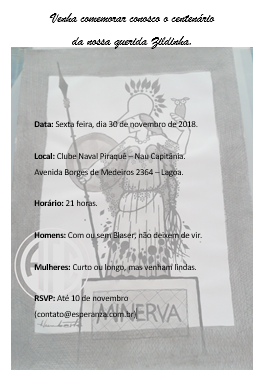 Venha comemorar conosco o centenário
da nossa querida Zildinha.
Data: Sexta feira, dia 30 de novembro de 2018.
Local: Clube Naval Piraquê – Nau Capitânia.
Avenida Borges de Medeiros 2364 – Lagoa.
Horário: 21 horas.
Homens: Com ou sem Blaser, não deixem de vir.
Mulheres: Curto ou longo, mas venham lindas.
RSVP: Até 10 de novembro
(contato@esperanza.com.br)
MINERVA